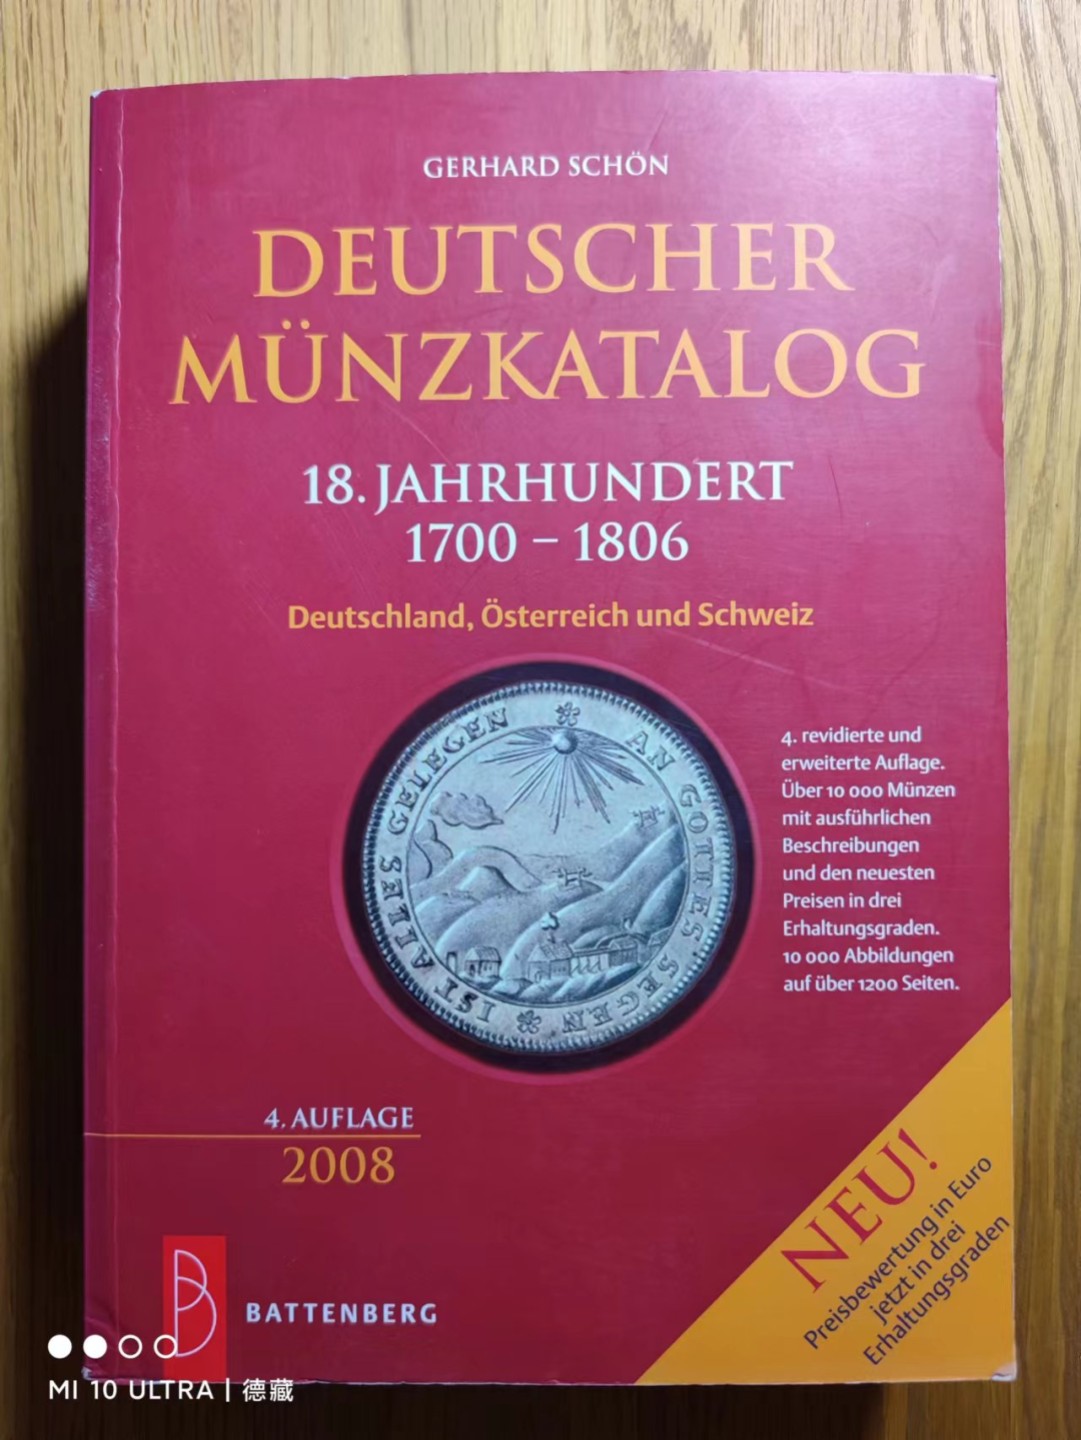 GERHARD SCHÖN
DEUTSCHER
MÜNZKATALOG
18. JAHRHUNDERT
1700 – 1806
Deutschland, Österreich und Schweiz
AN GOTTES SEGEN
IST ALLES GELEGEN
4. revidierte und
erweiterte Auflage.
Über 10 000 Münzen
mit ausführlichen
Beschreibungen
und den neuesten
Preisen in drei
Erhaltungsgraden.
10 000 Abbildungen
auf über 1200 Seiten.
4. AUFLAGE
2008
NEU!
Preisbewertung in Euro
jetzt in drei
Erhaltungsgraden
B
BATTENBERG
MI 10 ULTRA | 德藏